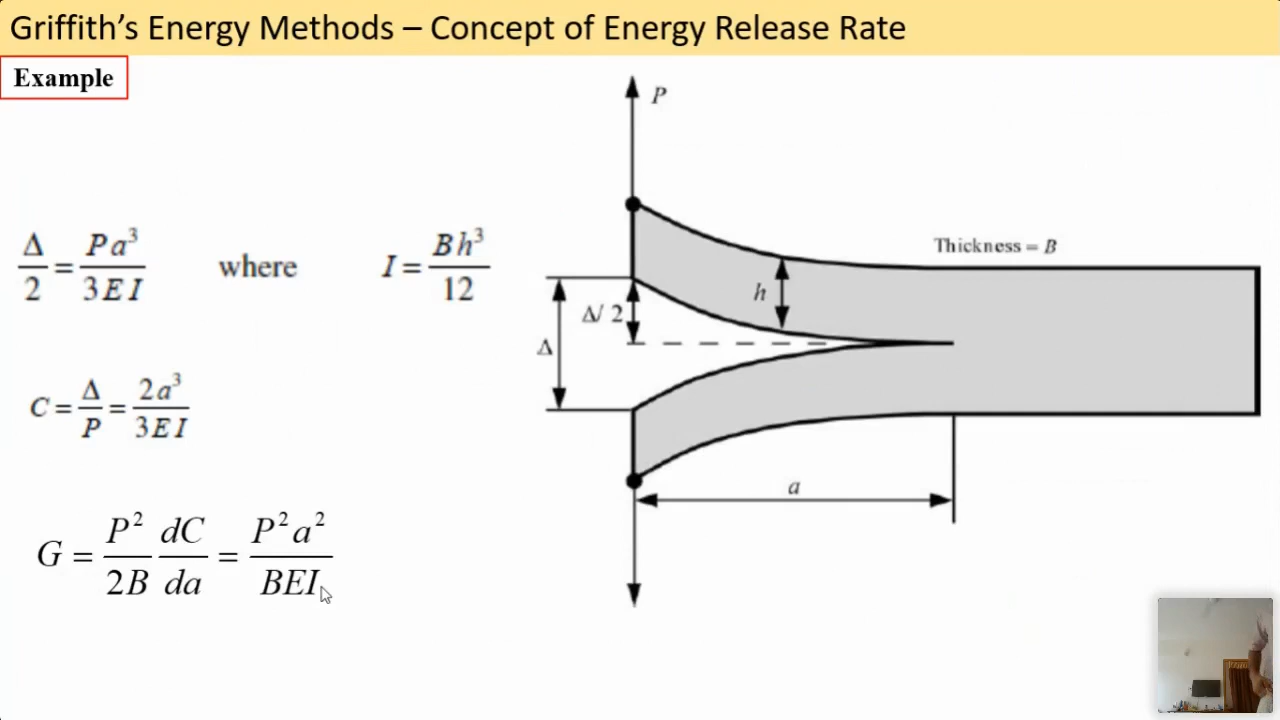 Griffith's Energy Methods – Concept of Energy Release Rate
Example
P
Δ/2 = Pa³/3EI where I = Bh³/12
Thickness = B
h
Δ/ 2
Δ
C = Δ/P = 2a³/3EI
a
G = P²/2B dC/da = P²a²/BEI